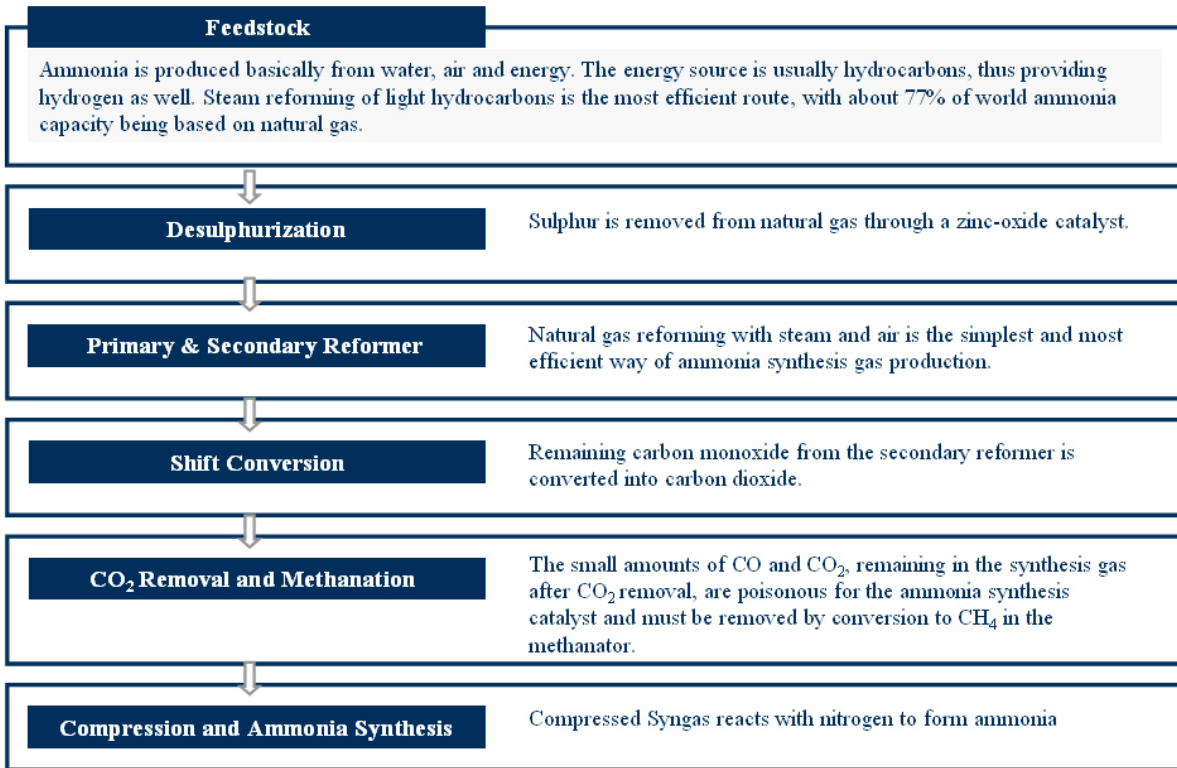 Feedstock
Ammonia is produced basically from water, air and energy. The energy source is usually hydrocarbons, thus providing
hydrogen as well. Steam reforming of light hydrocarbons is the most efficient route, with about 77% of world ammonia
capacity being based on natural gas.
Desulphurization
Sulphur is removed from natural gas through a zinc-oxide catalyst.
Primary & Secondary Reformer
Natural gas reforming with steam and air is the simplest and most
efficient way of ammonia synthesis gas production.
Shift Conversion
Remaining carbon monoxide from the secondary reformer is
converted into carbon dioxide.
CO₂ Removal and Methanation
The small amounts of CO and CO₂, remaining in the synthesis gas
after CO₂ removal, are poisonous for the ammonia synthesis
catalyst and must be removed by conversion to CH₄ in the
methanator.
Compression and Ammonia Synthesis
Compressed Syngas reacts with nitrogen to form ammonia